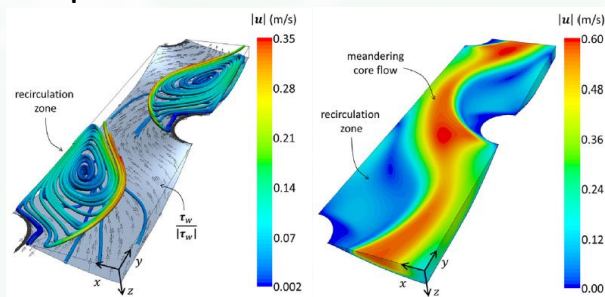 |u| (m/s)
0.35
0.28
0.21
0.14
0.07
0.002
recirculation
zone
τw
|τw|
x
y
z
|u| (m/s)
0.60
0.48
0.36
0.24
0.12
0.00
meandering
core flow
recirculation
zone
x
y
z